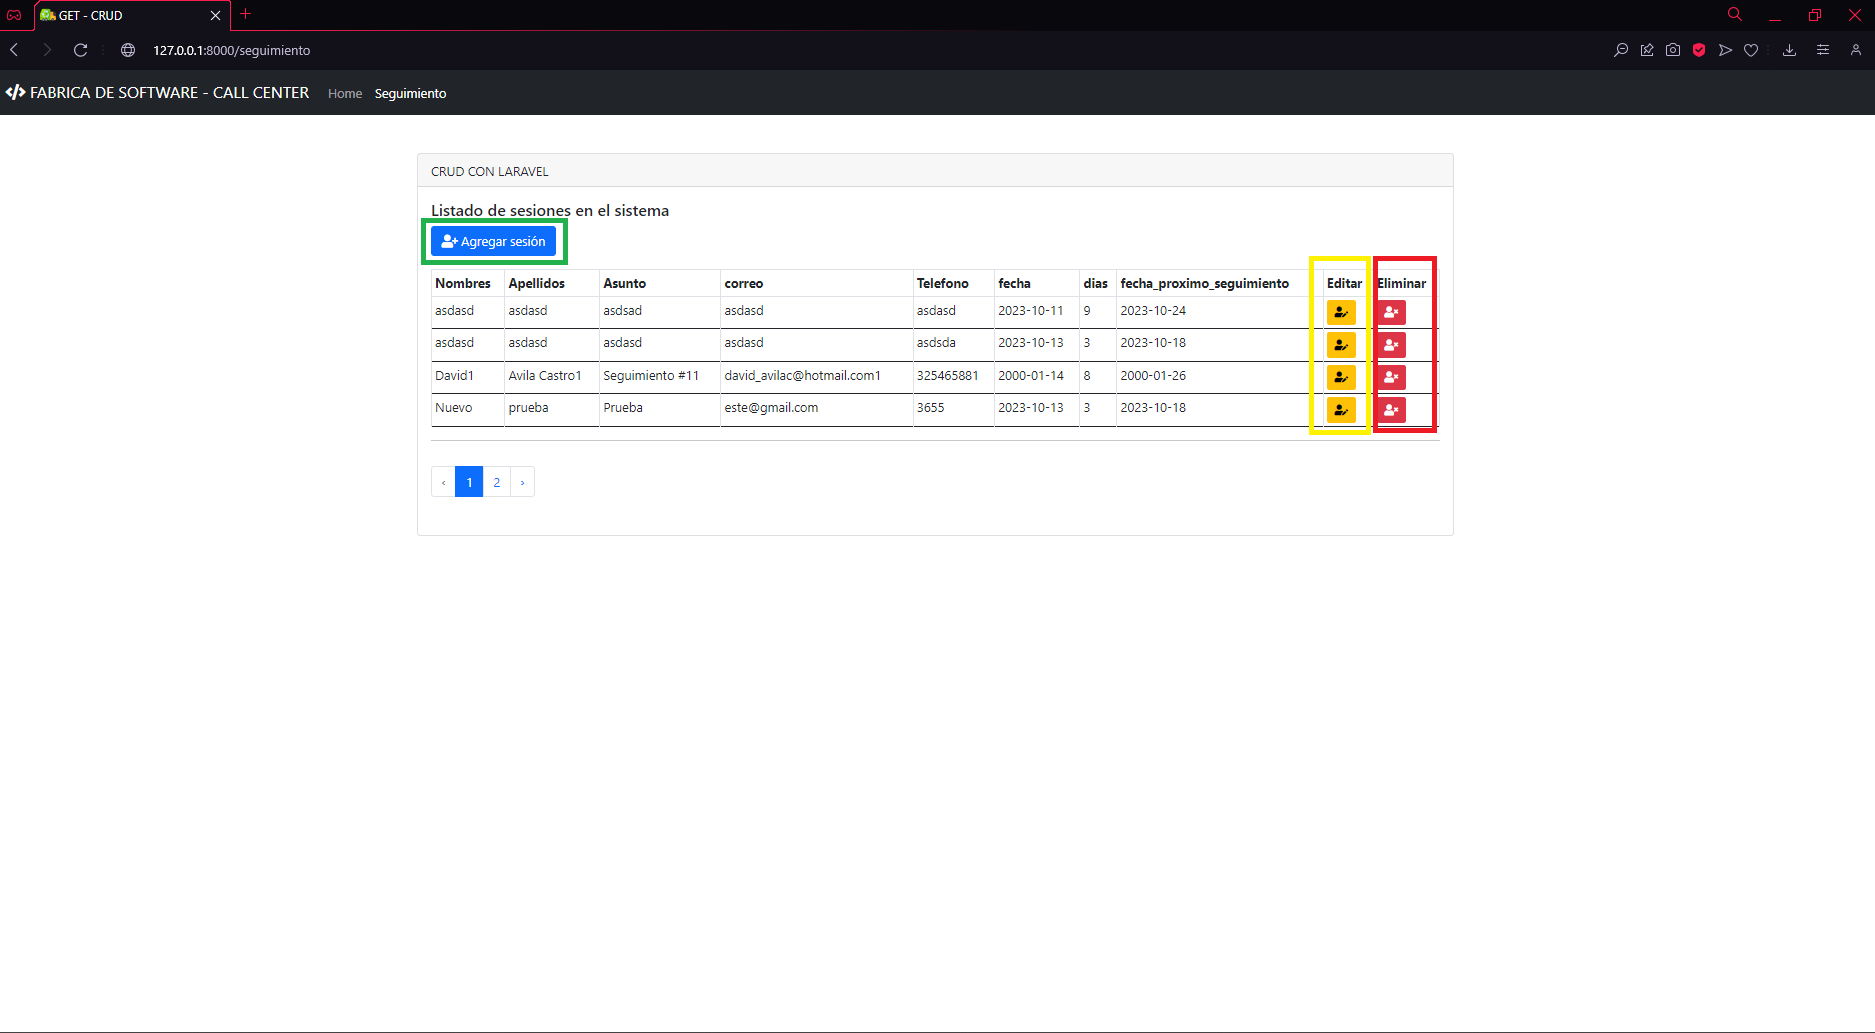 GET - CRUD
127.0.0.1:8000/seguimiento
FABRICA DE SOFTWARE - CALL CENTER Home Seguimiento
CRUD CON LARAVEL
Listado de sesiones en el sistema
Agregar sesión
Nombres Apellidos Asunto correo Telefono fecha dias fecha_proximo_seguimiento Editar Eliminar
asdasd asdasd asdsad asdasd asdasd 2023-10-11 9 2023-10-24
asdasd asdasd asdasd asdasd asdsda 2023-10-13 3 2023-10-18
David1 Avila Castro1 Seguimiento #11 david_avilac@hotmail.com1 325465881 2000-01-14 8 2000-01-26
Nuevo prueba Prueba este@gmail.com 3655 2023-10-13 3 2023-10-18
‹ 1 2 ›